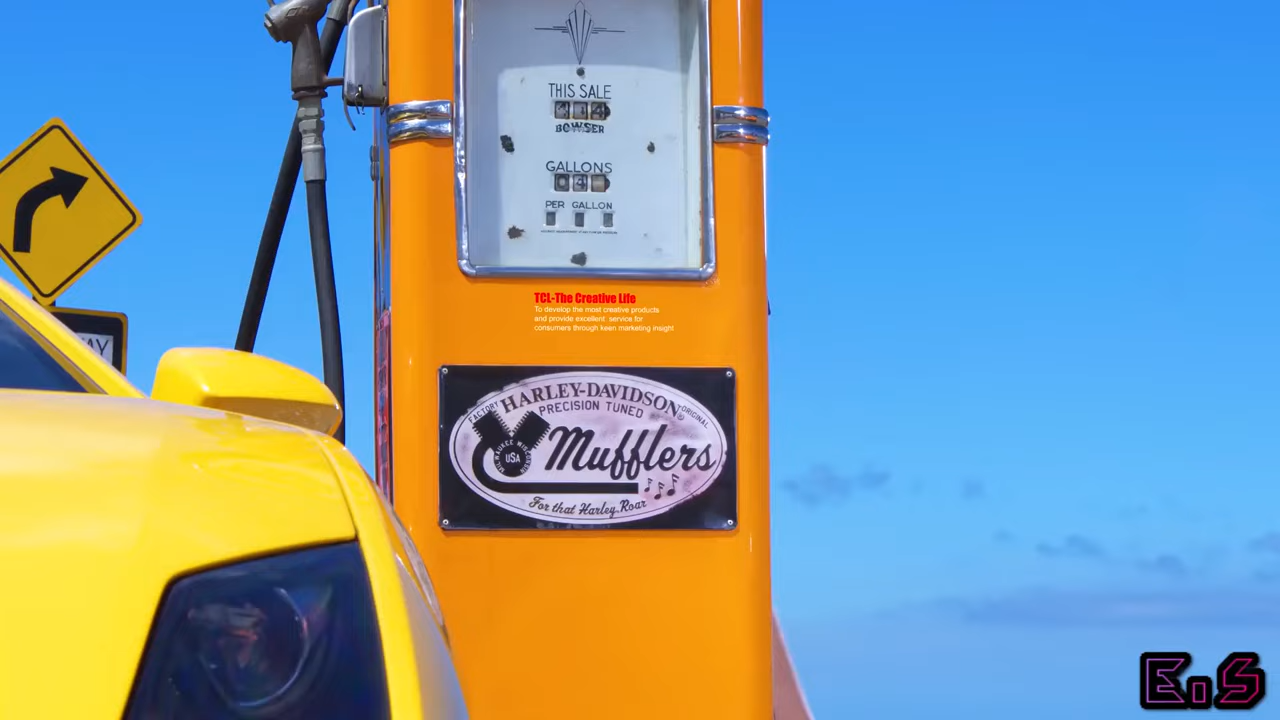 THIS SALE
BOWSER
GALLONS
PER GALLON
TCL-The Creative Life
To develop the most creative products
and provide excellent service for
consumers through keen marketing insight
HARLEY-DAVIDSON
FACTORY
ORIGINAL
PRECISION TUNED
Mufflers
MILWAUKEE WISCONSIN
USA
For that Harley Roar
E.S